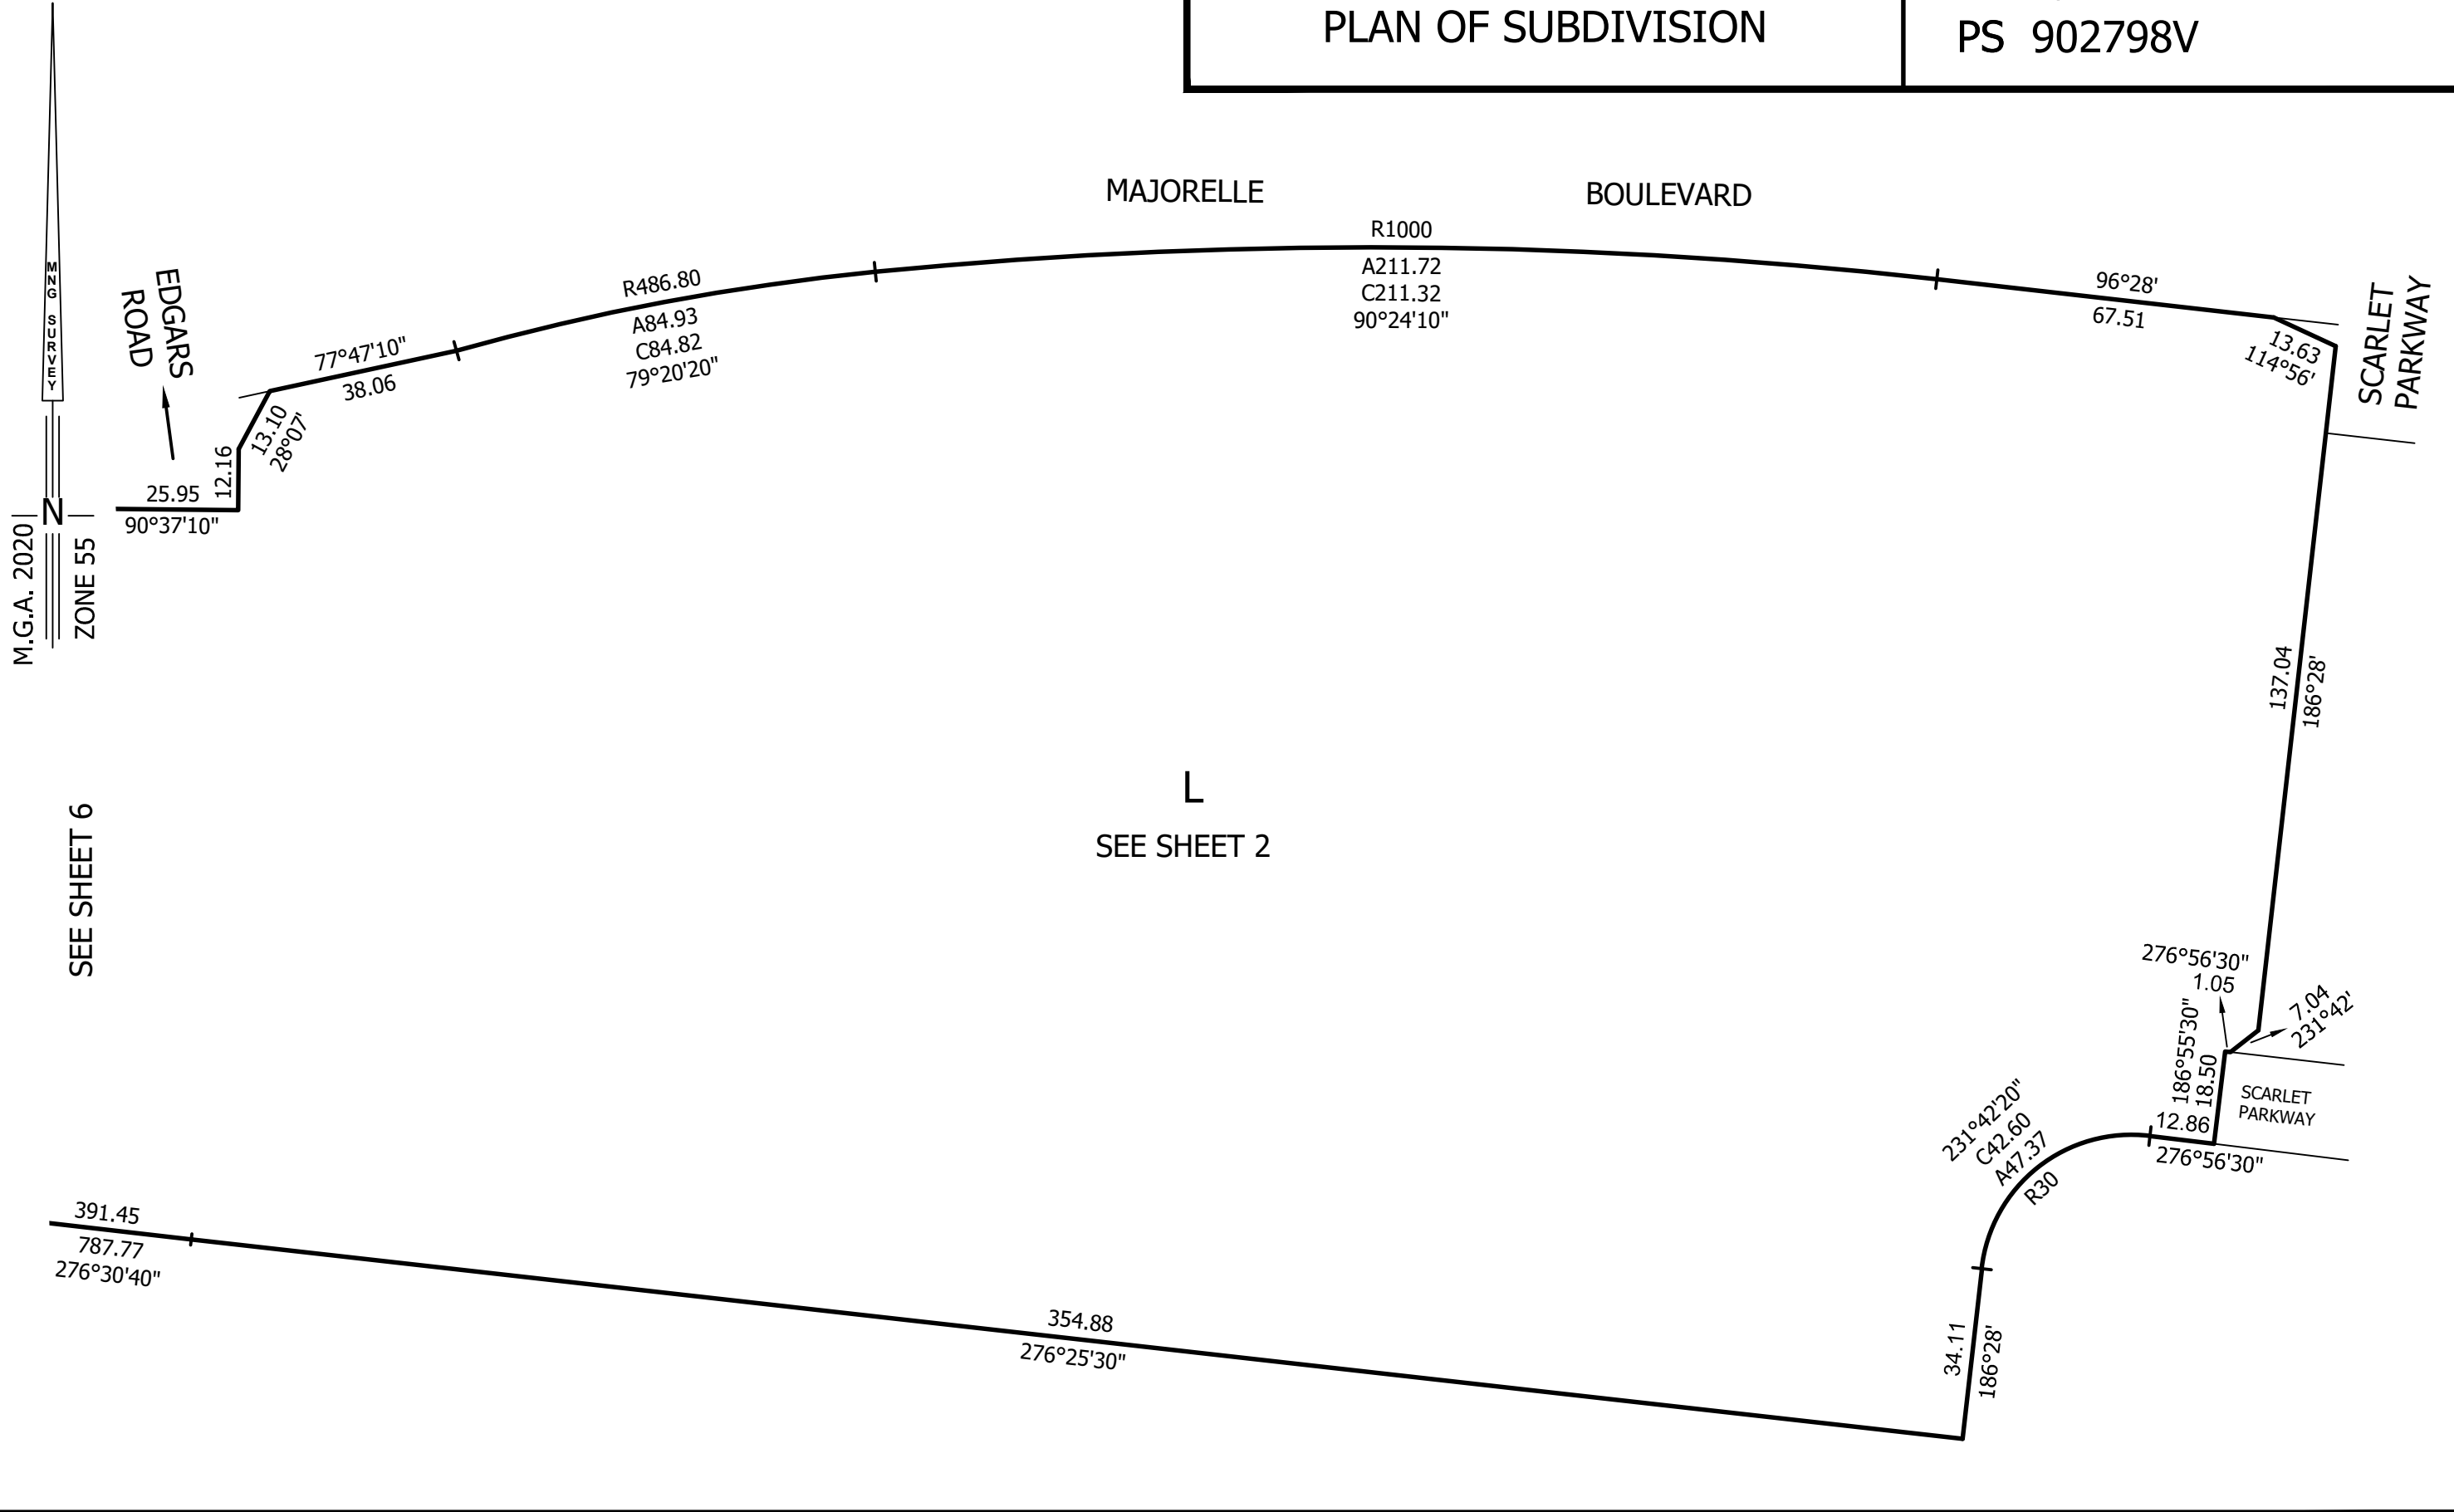 PLAN OF SUBDIVISION
PS 902798V
MAJORELLE BOULEVARD
R1000
A211.72
C211.32
90°24'10"
R486.80
A84.93
C84.82
79°20'20"
77°47'10"
38.06
96°28'
67.51
13.63
114°56'
SCARLET
PARKWAY
EDGARS
ROAD
MNG SURVEY
13.10
28°07'
12.16
25.95
90°37'10"
N
M.G.A. 2020
ZONE 55
137.04
186°28'
L
SEE SHEET 2
SEE SHEET 6
276°56'30"
1.05
7.04
231°42'
186°55'30"
18.50
SCARLET
PARKWAY
12.86
276°56'30"
231°42'20"
C42.60
A47.37
R30
391.45
787.77
276°30'40"
354.88
276°25'30"
34.11
186°28'